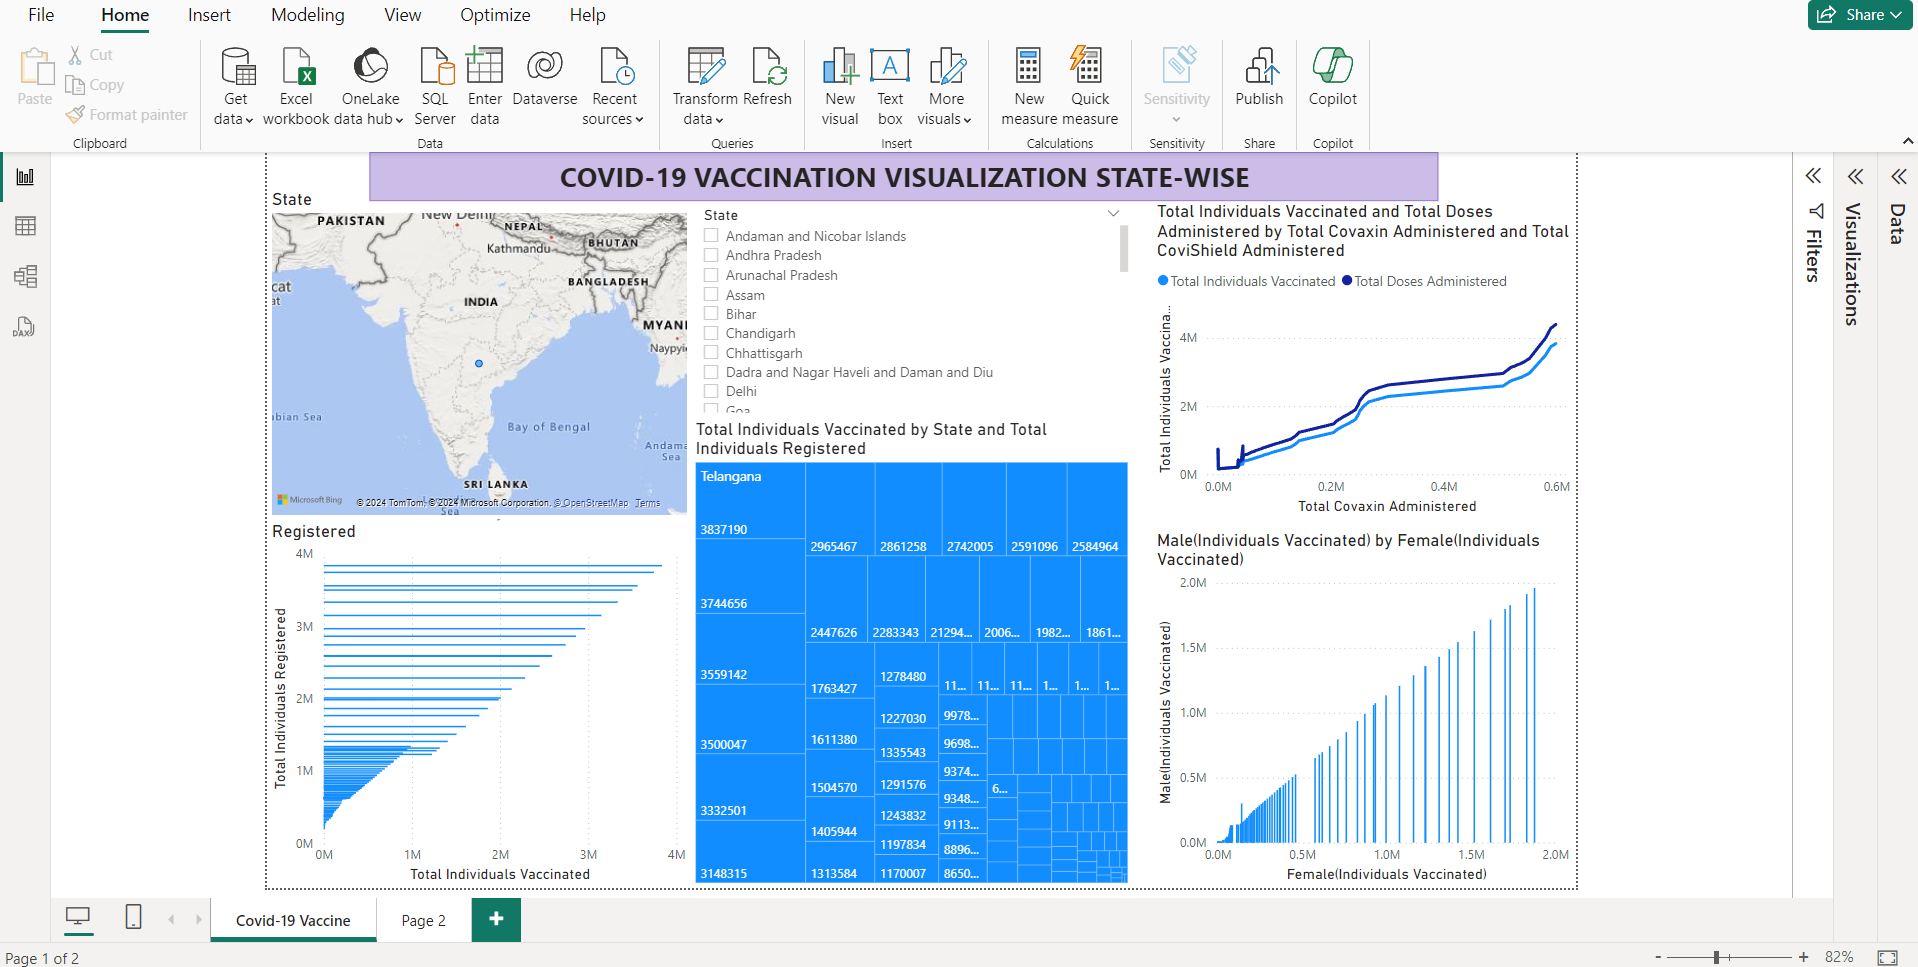 File Home Insert Modeling View Optimize Help
Share
Paste
Cut
Copy
Format painter
Clipboard
Get data
Excel workbook
OneLake data hub
SQL Server
Enter data
Dataverse
Recent sources
Data
Transform data
Refresh
Queries
New visual
Text box
More visuals
Insert
New measure
Quick measure
Calculations
Sensitivity
Sensitivity
Publish
Share
Copilot
Copilot
DAX
COVID-19 VACCINATION VISUALIZATION STATE-WISE
State
PAKISTAN
New Delhi
NEPAL
Kathmandu
BHUTAN
BANGLADESH
INDIA
Bay of Bengal
SRI LANKA
Microsoft Bing
© 2024 TomTom, © 2024 Microsoft Corporation, © OpenStreetMap Terms
State
Andaman and Nicobar Islands
Andhra Pradesh
Arunachal Pradesh
Assam
Bihar
Chandigarh
Chhattisgarh
Dadra and Nagar Haveli and Daman and Diu
Delhi
Goa
Total Individuals Vaccinated and Total Doses
Administered by Total Covaxin Administered and Total
CoviShield Administered
Total Individuals Vaccinated Total Doses Administered
Total Individuals Vaccina...
4M
2M
0M
0.0M 0.2M 0.4M 0.6M
Total Covaxin Administered
Registered
Total Individuals Registered
4M
3M
2M
1M
0M
0M 1M 2M 3M 4M
Total Individuals Vaccinated
Total Individuals Vaccinated by State and Total
Individuals Registered
Telangana
3837190
3744656
3559142
3500047
3332501
3148315
2965467 2861258 2742005 2591096 2584964
2447626 2283343 21294... 2006... 1982... 1861...
1763427
1611380
1504570
1405944
1313584
1278480
1227030
1335543
1291576
1243832
1197834
1170007
11... 11... 11... 1... 1... 1...
9978...
9698...
9374...
9348...
9113...
8896...
8650...
6...
Male(Individuals Vaccinated) by Female(Individuals
Vaccinated)
Male(Individuals Vaccinated)
2.0M
1.5M
1.0M
0.5M
0.0M
0.0M 0.5M 1.0M 1.5M 2.0M
Female(Individuals Vaccinated)
Filters
Visualizations
Data
Covid-19 Vaccine Page 2 +
Page 1 of 2
- + 82%